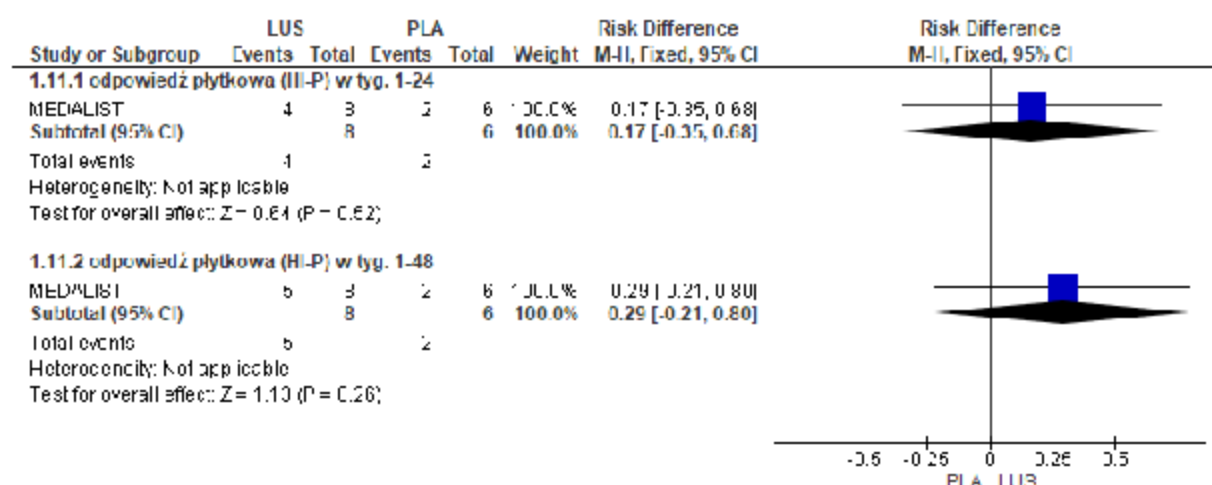 LUS PLA Risk Difference Risk Difference
Study or Subgroup Events Total Events Total Weight M-H, Fixed, 95% CI M-H, Fixed, 95% CI
1.11.1 odpowiedź płytkowa (HI-P) w tyg. 1-24
MEDALIST 4 8 2 6 100.0% 0.17 [-0.35, 0.68]
Subtotal (95% CI) 8 6 100.0% 0.17 [-0.35, 0.68]
Total events 4 2
Heterogeneity: Not applicable
Test for overall effect: Z = 0.64 (P = 0.52)
1.11.2 odpowiedź płytkowa (HI-P) w tyg. 1-48
MEDALIST 5 8 2 6 100.0% 0.29 [-0.21, 0.80]
Subtotal (95% CI) 8 6 100.0% 0.29 [-0.21, 0.80]
Total events 5 2
Heterogeneity: Not applicable
Test for overall effect: Z = 1.13 (P = 0.26)
-0.5 -0.25 0 0.25 0.5
PLA LUS